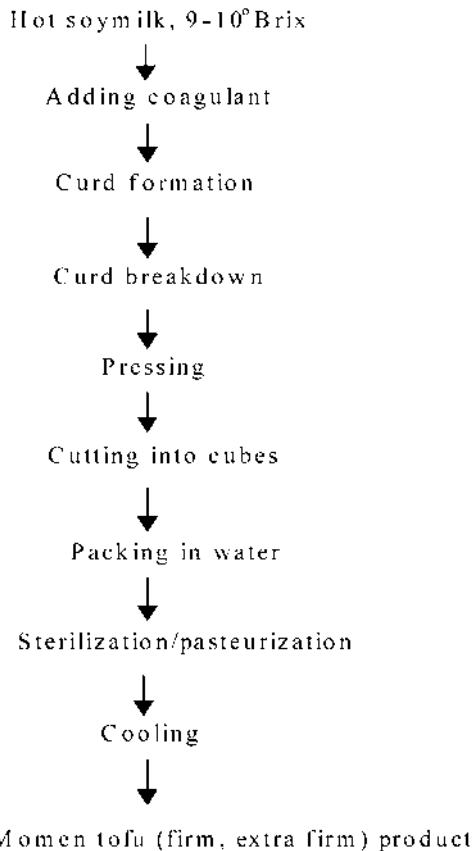 Hot soymilk, 9-10°Brix
Adding coagulant
Curd formation
Curd breakdown
Pressing
Cutting into cubes
Packing in water
Sterilization/pasteurization
Cooling
Momen tofu (firm, extra firm) product